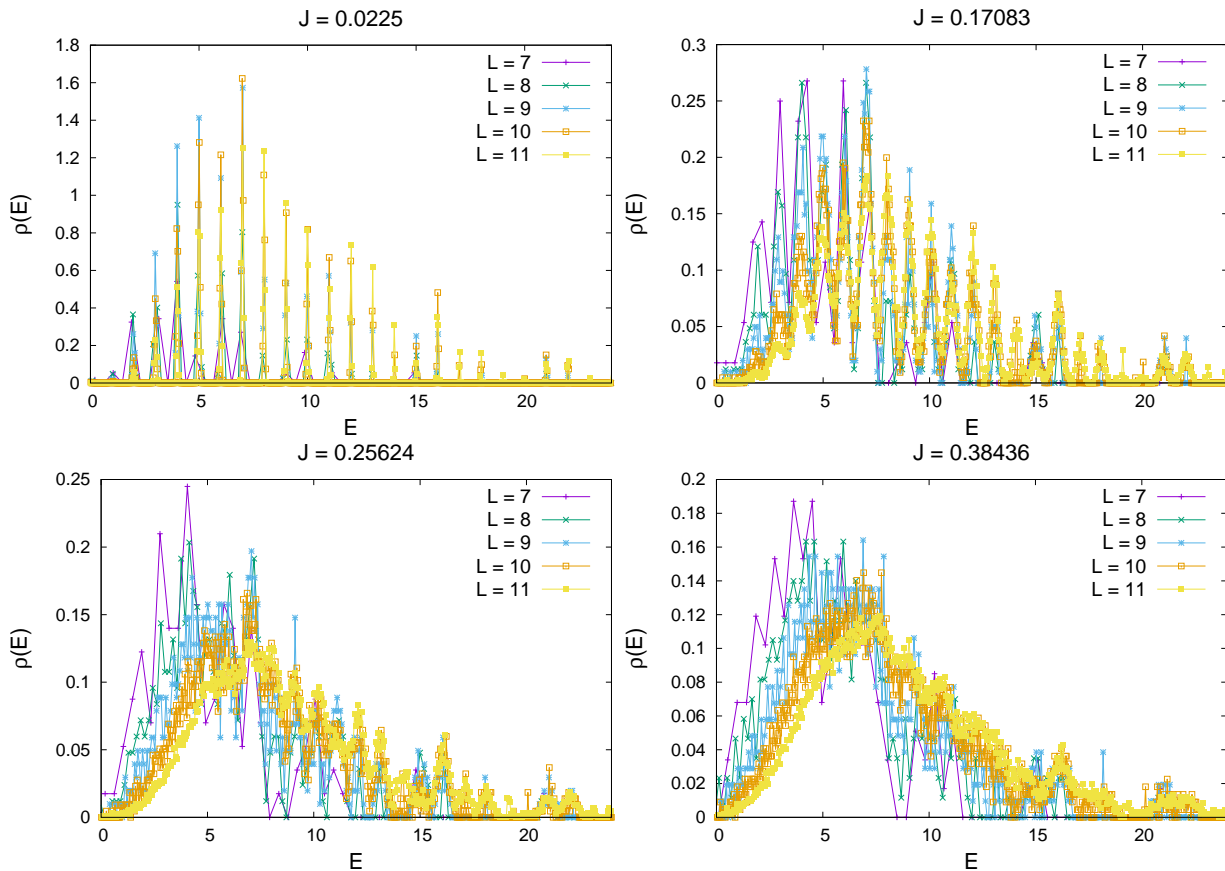 J = 0.0225
ρ(E)
1.8
1.6
1.4
1.2
1
0.8
0.6
0.4
0.2
0
0 5 10 15 20
E
L = 7
L = 8
L = 9
L = 10
L = 11
J = 0.17083
ρ(E)
0.3
0.25
0.2
0.15
0.1
0.05
0
0 5 10 15 20
E
L = 7
L = 8
L = 9
L = 10
L = 11
J = 0.25624
ρ(E)
0.25
0.2
0.15
0.1
0.05
0
0 5 10 15 20
E
L = 7
L = 8
L = 9
L = 10
L = 11
J = 0.38436
ρ(E)
0.2
0.18
0.16
0.14
0.12
0.1
0.08
0.06
0.04
0.02
0
0 5 10 15 20
E
L = 7
L = 8
L = 9
L = 10
L = 11